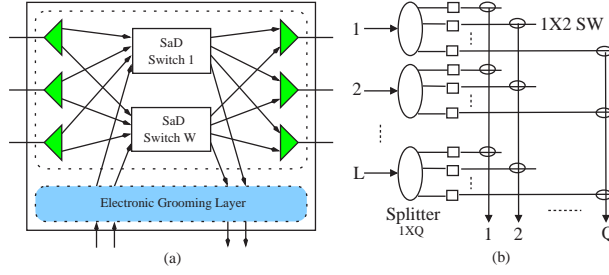 SaD
Switch 1
SaD
Switch W
Electronic Grooming Layer
(a)
1
1X2 SW
2
L
Splitter
1XQ
1 2 Q
(b)